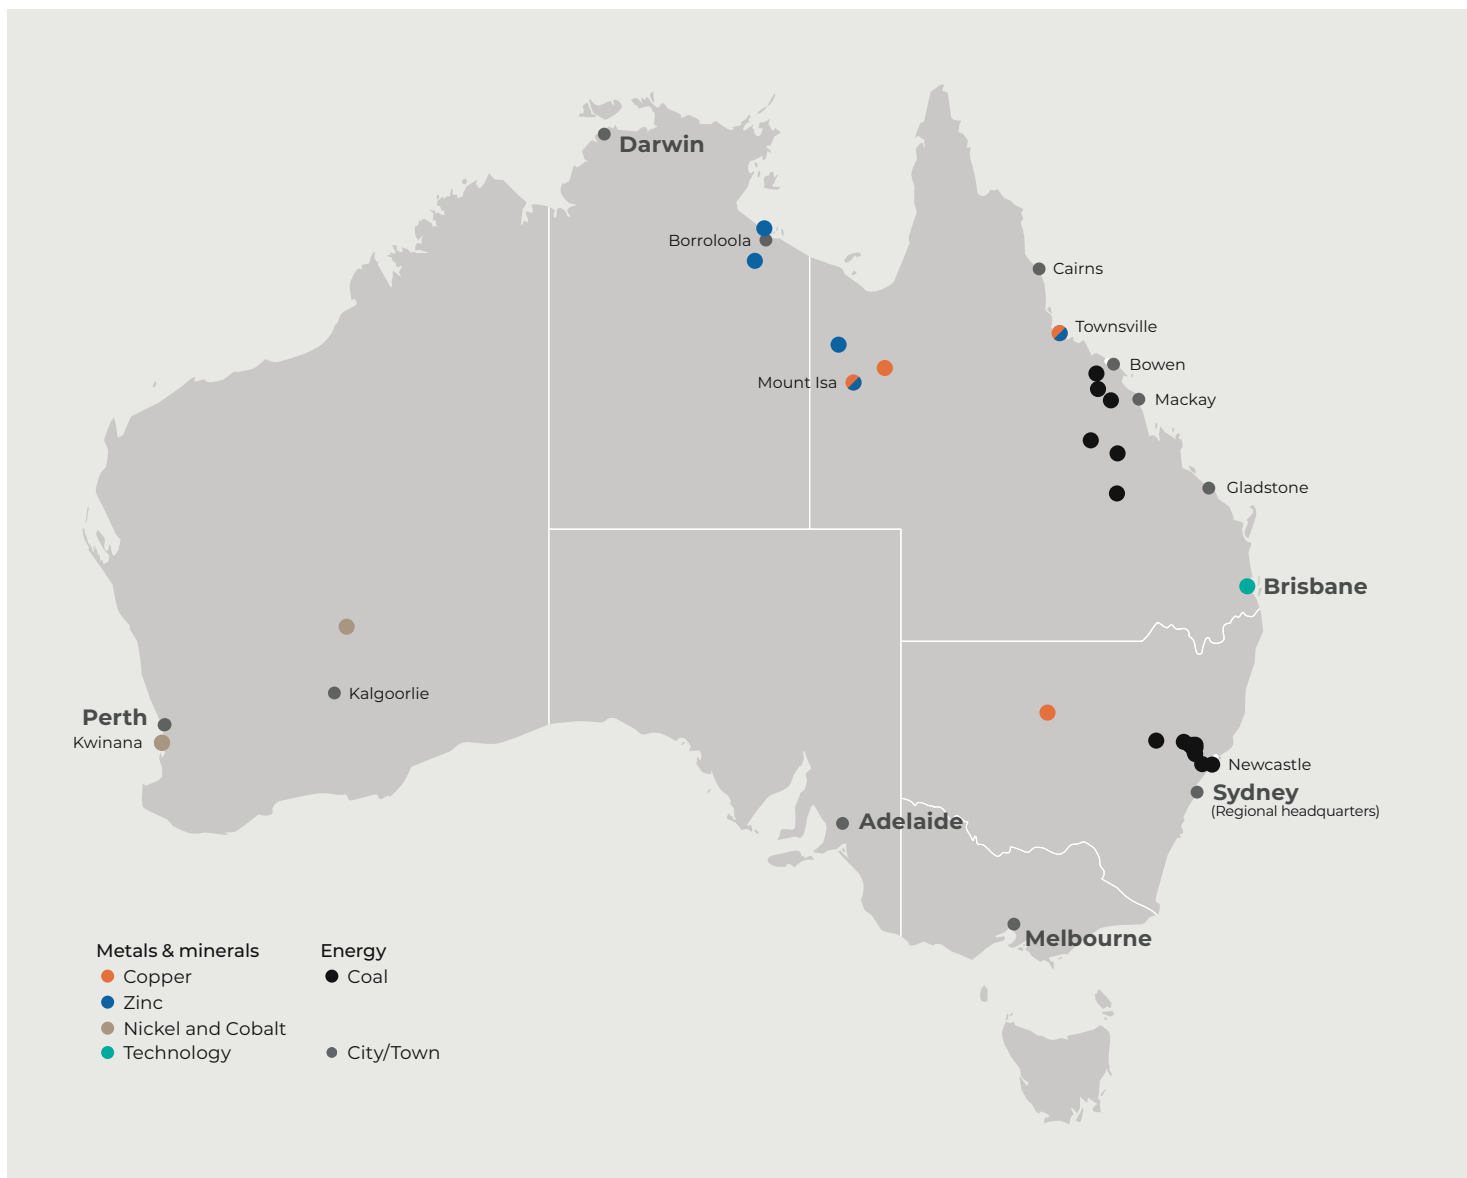 Darwin
Borroloola
Cairns
Townsville
Bowen
Mount Isa
Mackay
Gladstone
Brisbane
Kalgoorlie
Perth
Kwinana
Newcastle
Sydney
(Regional headquarters)
Adelaide
Melbourne
Metals & minerals
Copper
Zinc
Nickel and Cobalt
Technology
Energy
Coal
City/Town